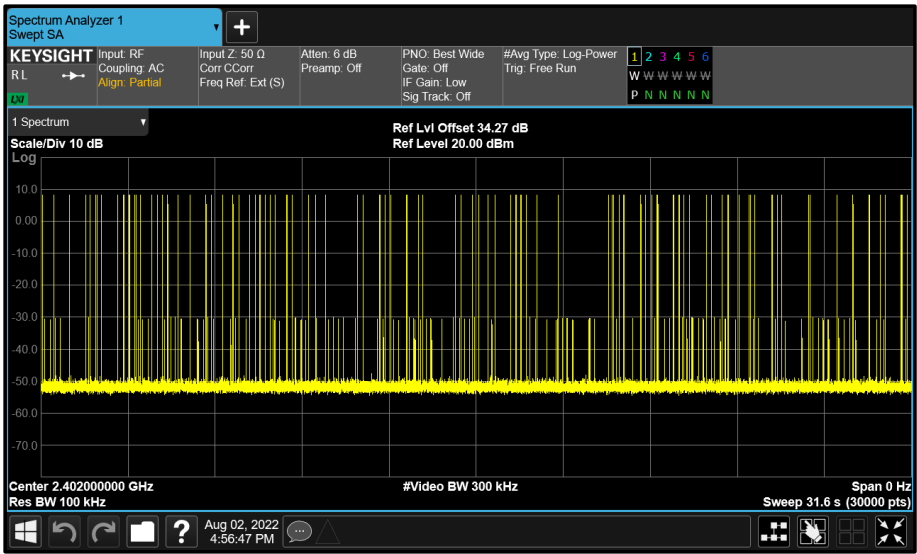 Spectrum Analyzer 1
Swept SA
▼
+
KEYSIGHT
R L
LXI
Input: RF
Coupling: AC
Align: Partial
Input Z: 50 Ω
Corr CCorr
Freq Ref: Ext (S)
Atten: 6 dB
Preamp: Off
PNO: Best Wide
Gate: Off
IF Gain: Low
Sig Track: Off
#Avg Type: Log-Power
Trig: Free Run
1 2 3 4 5 6
W W W W W W
P N N N N N
1 Spectrum ▼
Scale/Div 10 dB
Ref Lvl Offset 34.27 dB
Ref Level 20.00 dBm
Log
10.0
0.00
-10.0
-20.0
-30.0
-40.0
-50.0
-60.0
-70.0
Center 2.402000000 GHz
#Video BW 300 kHz
Span 0 Hz
Res BW 100 kHz
Sweep 31.6 s (30000 pts)
?
Aug 02, 2022
4:56:47 PM